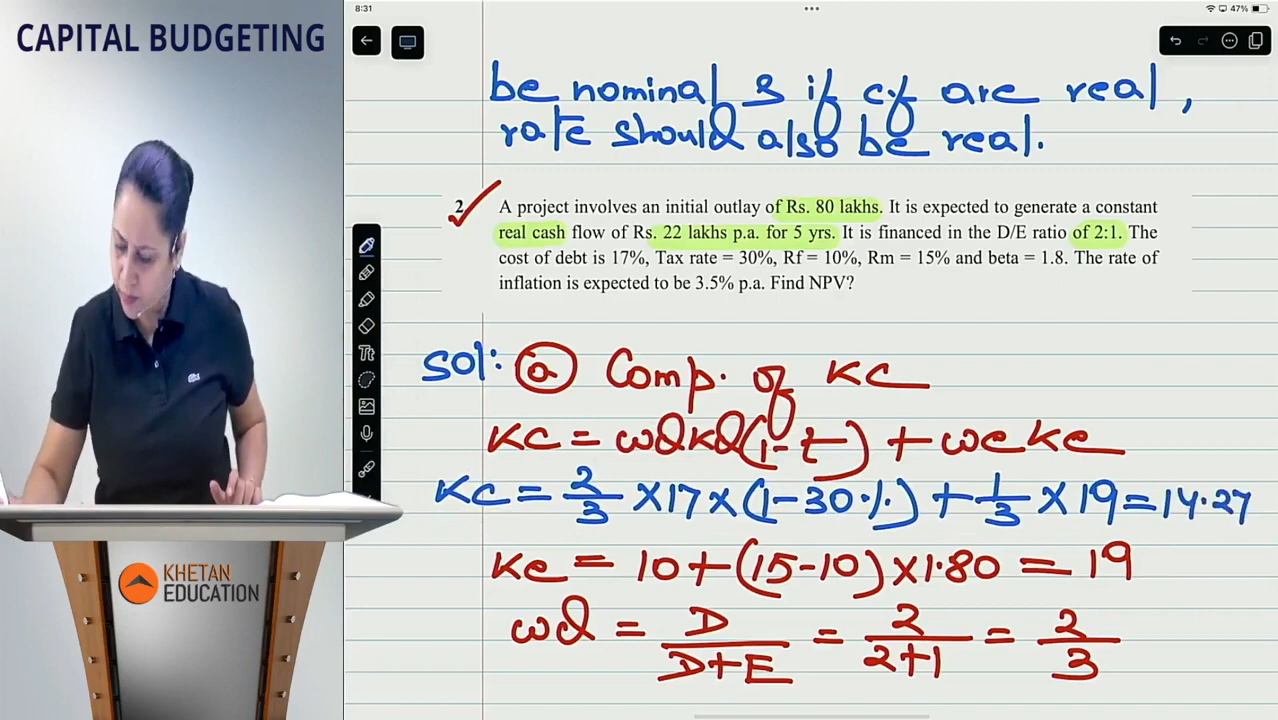 CAPITAL BUDGETING
8:31
47%
be nominal & if cf are real,
rate should also be real.
2 A project involves an initial outlay of Rs. 80 lakhs. It is expected to generate a constant
real cash flow of Rs. 22 lakhs p.a. for 5 yrs. It is financed in the D/E ratio of 2:1. The
cost of debt is 17%, Tax rate = 30%, Rf = 10%, Rm = 15% and beta = 1.8. The rate of
inflation is expected to be 3.5% p.a. Find NPV?
Sol: (a) Comp. of KC
KC = wd Kd (1-t) + we Ke
KC = 2/3 × 17 × (1-30%) + 1/3 × 19 = 14.27
Ke = 10 + (15-10) × 1.80 = 19
wd = D/D+E = 2/2+1 = 2/3
Tt
KHETAN
EDUCATION